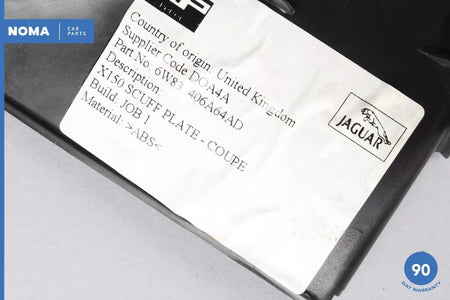 NOMA CAR
PARTS
Country of origin: United Kingdom
Supplier Code DOA4A
Part No: 6W83 406A64AD
Description:
X150 SCUFF PLATE - COUPE
Build: JOB 1
Material: >ABS<
JAGUAR
90
DAY WARRANTY